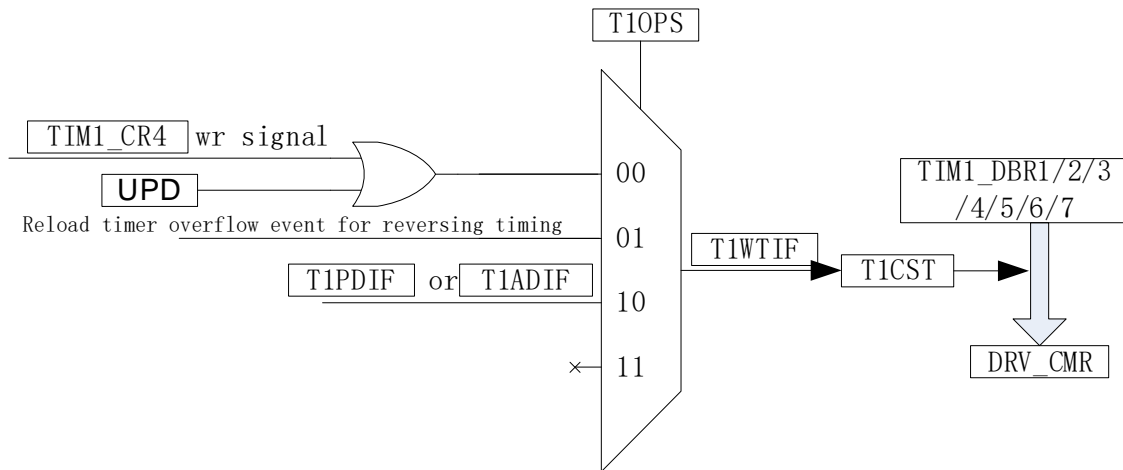 T1OPS
TIM1_CR4 wr signal
UPD
00
TIM1_DBR1/2/3
/4/5/6/7
Reload timer overflow event for reversing timing
01
T1WTIF
T1CST
T1PDIF or T1ADIF
10
11
DRV_CMR